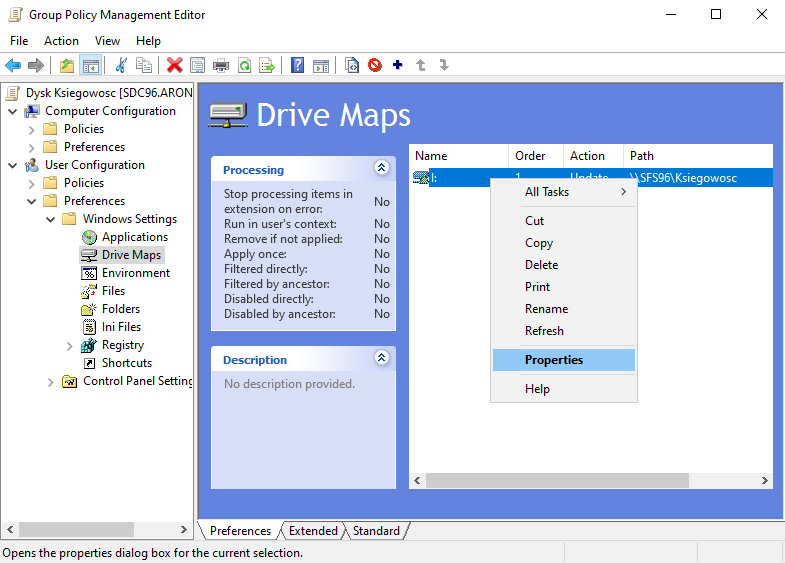 Group Policy Management Editor
File Action View Help
Dysk Ksiegowosc [SDC96.ARON
Computer Configuration
Policies
Preferences
User Configuration
Policies
Preferences
Windows Settings
Applications
Drive Maps
Environment
Files
Folders
Ini Files
Registry
Shortcuts
Control Panel Setting
Drive Maps
Processing
Stop processing items in
extension on error: No
Run in user's context: No
Remove if not applied: No
Apply once: No
Filtered directly: No
Filtered by ancestor: No
Disabled directly: No
Disabled by ancestor: No
Description
No description provided.
Name Order Action Path
I: 1 Update \\SFS96\Ksiegowosc
All Tasks
Cut
Copy
Delete
Print
Rename
Refresh
Properties
Help
Preferences Extended Standard
Opens the properties dialog box for the current selection.